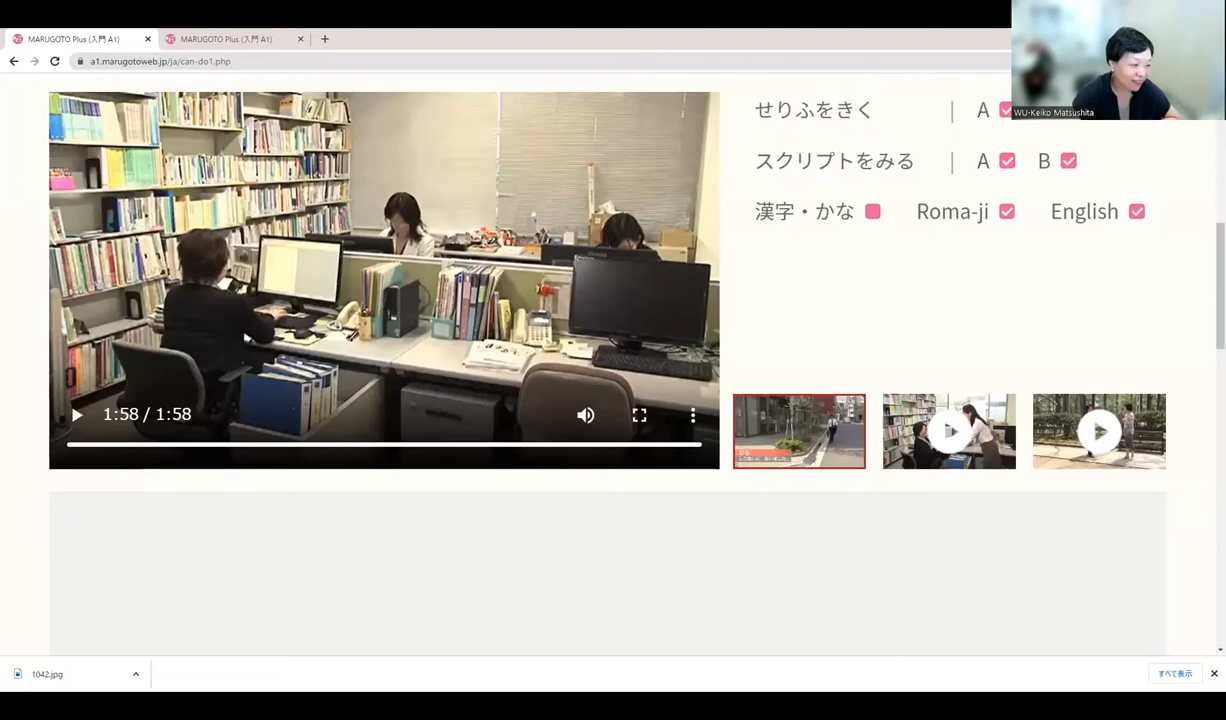 MARUGOTO Plus (入門 A1)
MARUGOTO Plus (入門 A1)
a1.marugotoweb.jp/ja/can-do1.php
WU-Keiko Matsushita
せりふをきく | A
スクリプトをみる | A B
漢字・かな Roma-ji English
1:58 / 1:58
1042.jpg
すべて表示